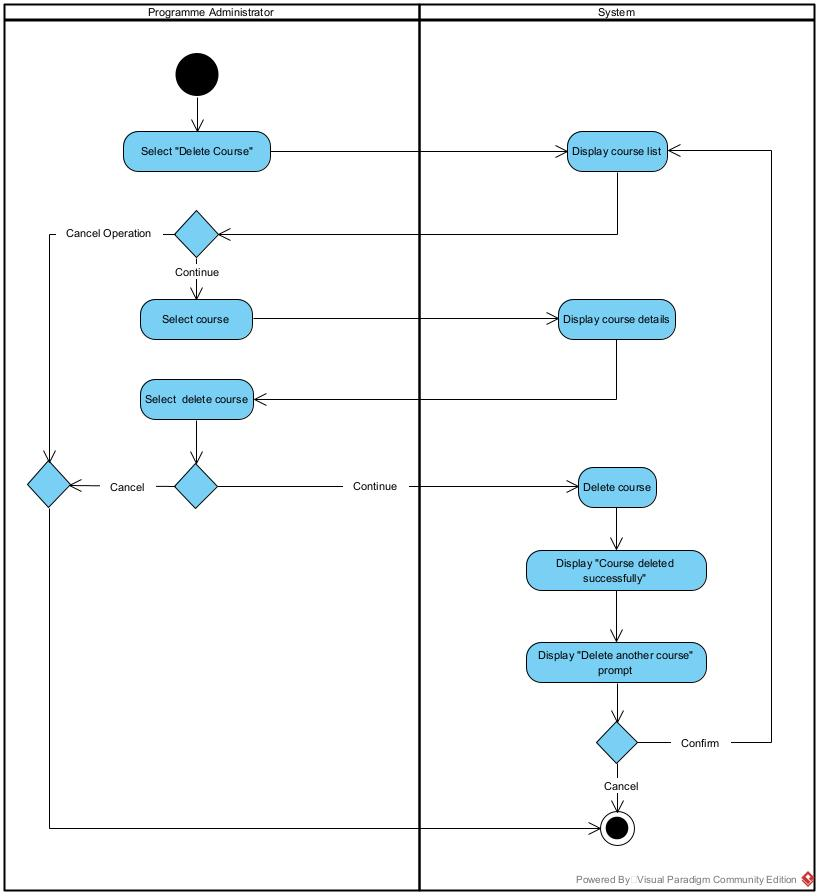 Programme Administrator
System
Select "Delete Course"
Display course list
Cancel Operation
Continue
Select course
Display course details
Select delete course
Cancel
Continue
Delete course
Display "Course deleted
successfully"
Display "Delete another course"
prompt
Confirm
Cancel
Powered By Visual Paradigm Community Edition